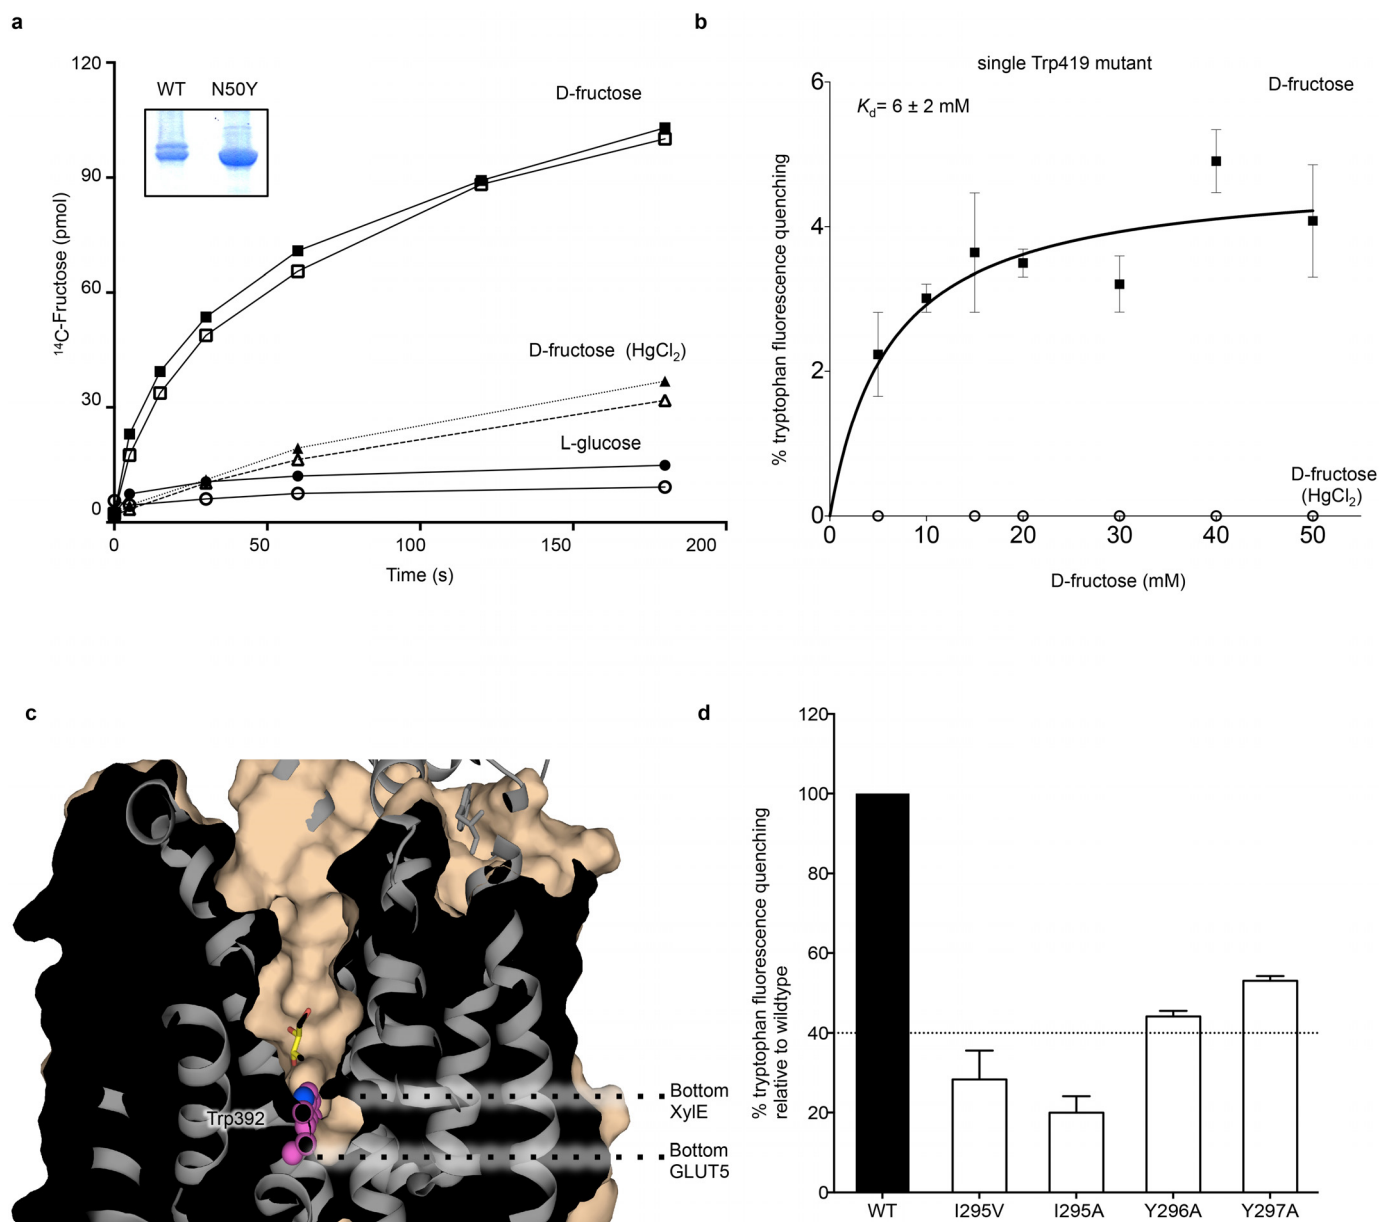 a
120
90
60
30
0
¹⁴C-Fructose (pmol)
WT N50Y
D-fructose
D-fructose (HgCl₂)
L-glucose
0 50 100 150 200
Time (s)
b
single Trp419 mutant
D-fructose
Kd= 6 ± 2 mM
6
4
2
0
% tryptophan fluorescence quenching
D-fructose
(HgCl₂)
0 10 20 30 40 50
D-fructose (mM)
c
Trp392
Bottom
XylE
Bottom
GLUT5
d
120
100
80
60
40
20
0
% tryptophan fluorescence quenching
relative to wildtype
WT I295V I295A Y296A Y297A